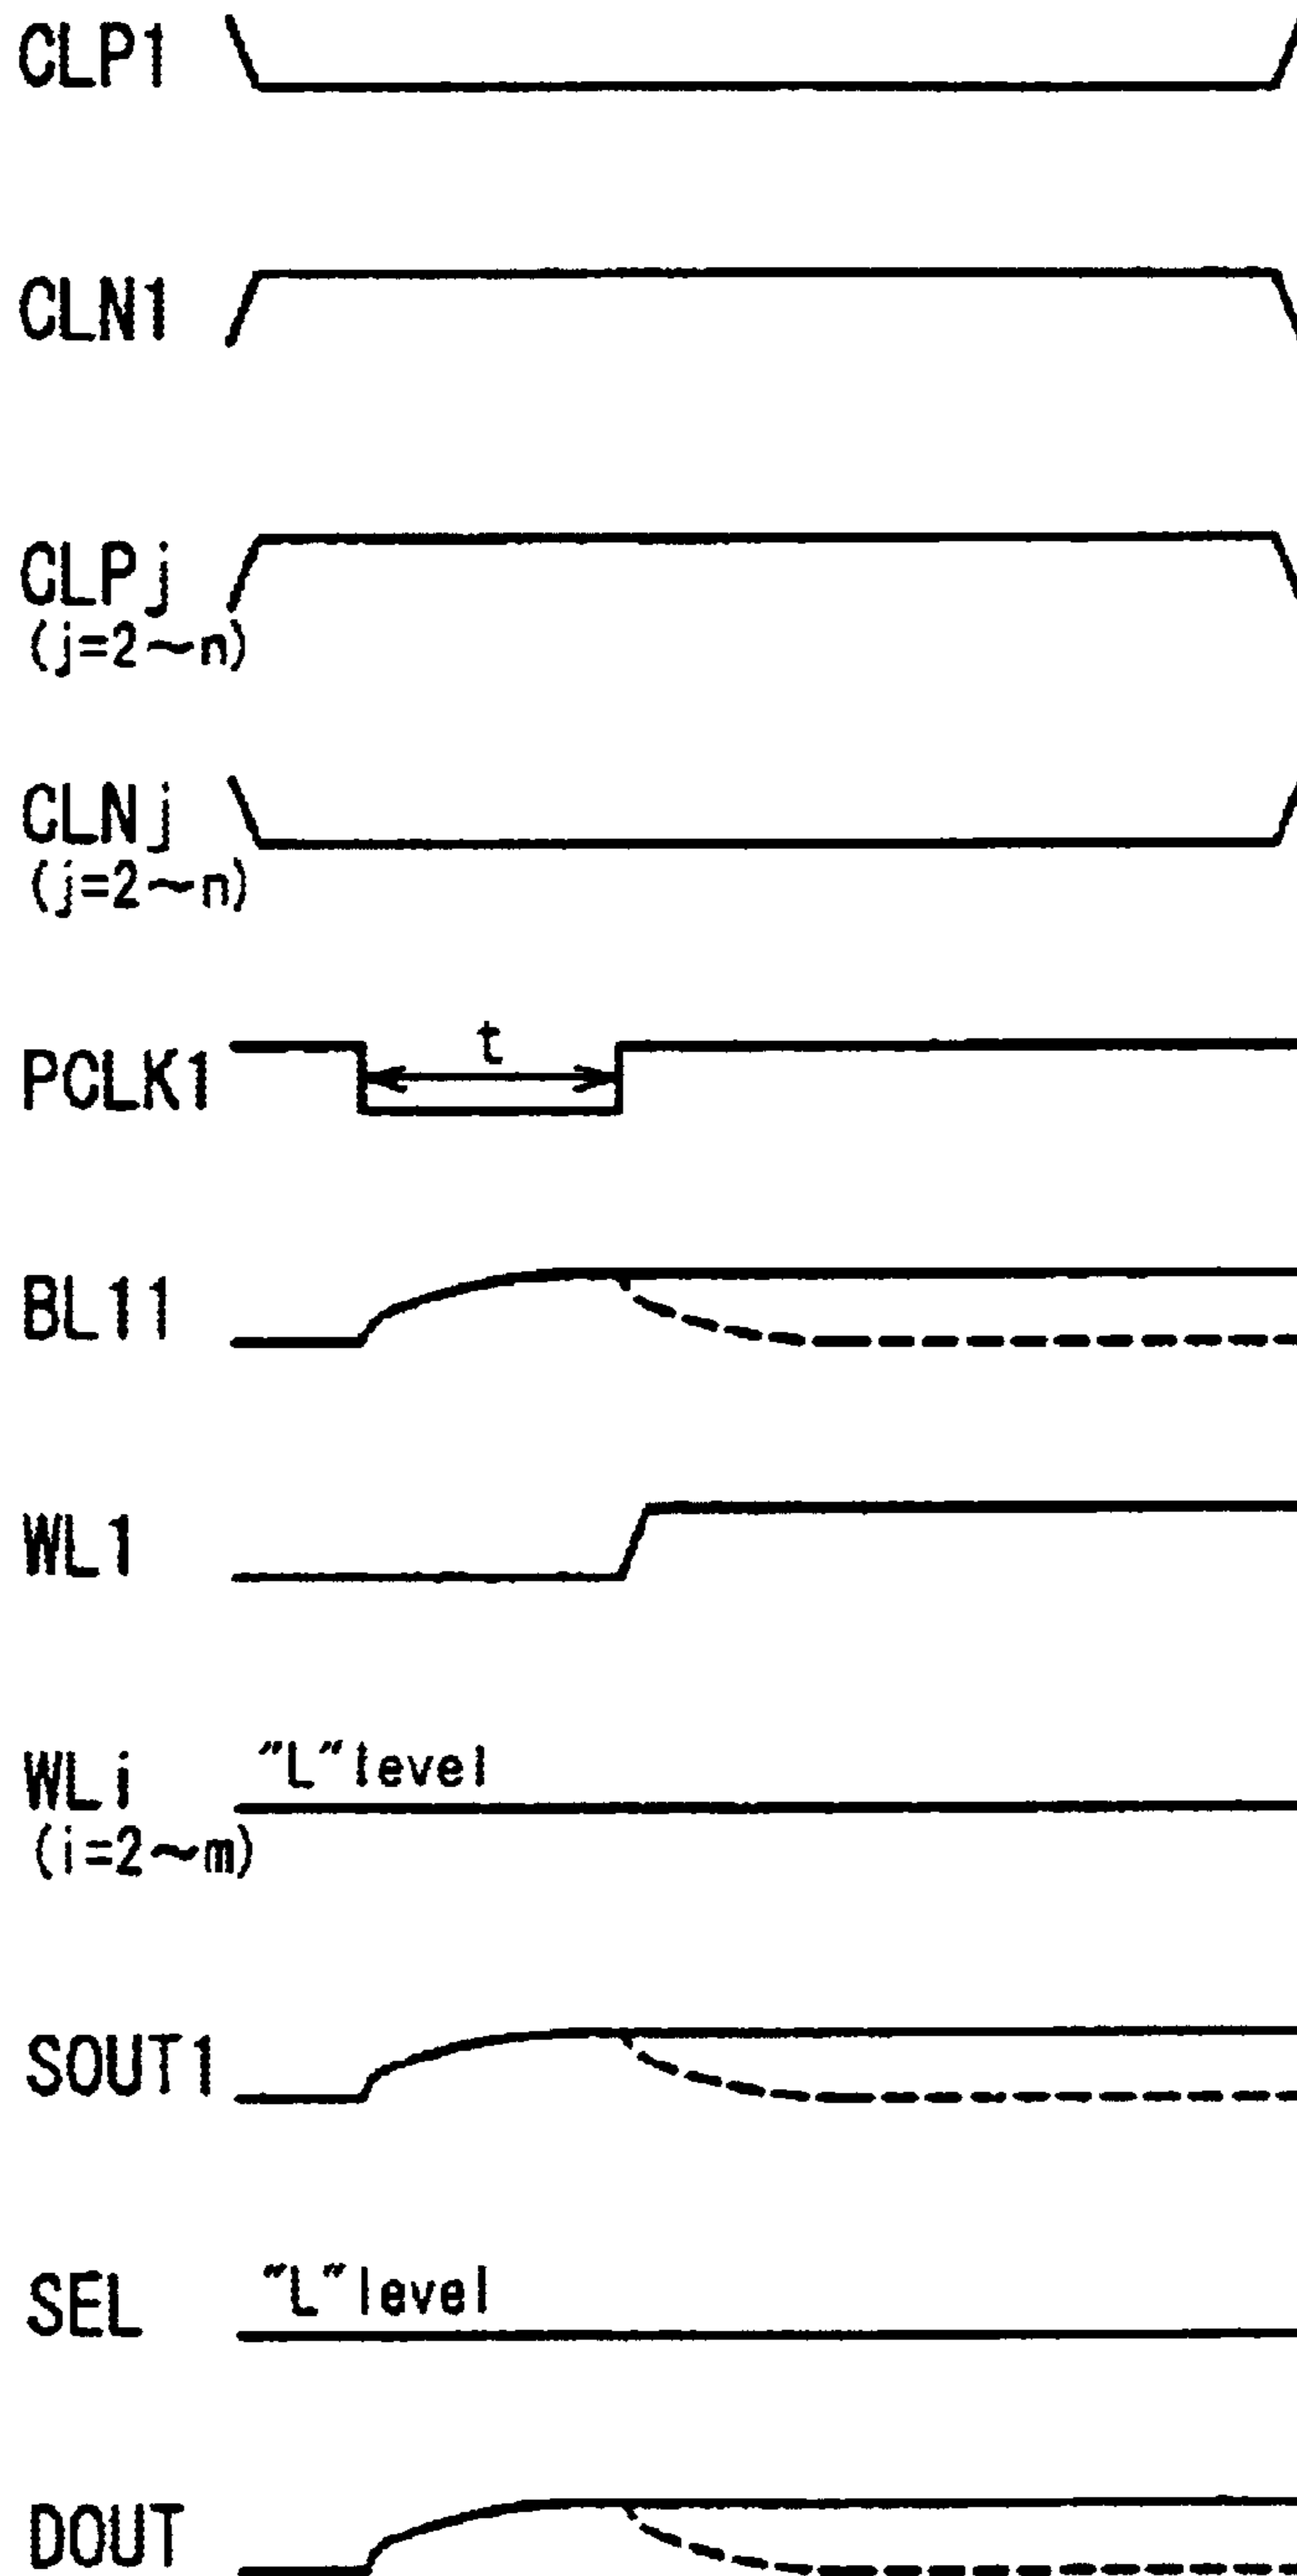 CLP1
CLN1
CLPj
(j=2～n)
CLNj
(j=2～n)
t
PCLK1
BL11
WL1
WLi
"L"level
(i=2～m)
SOUT1
SEL
"L"level
DOUT